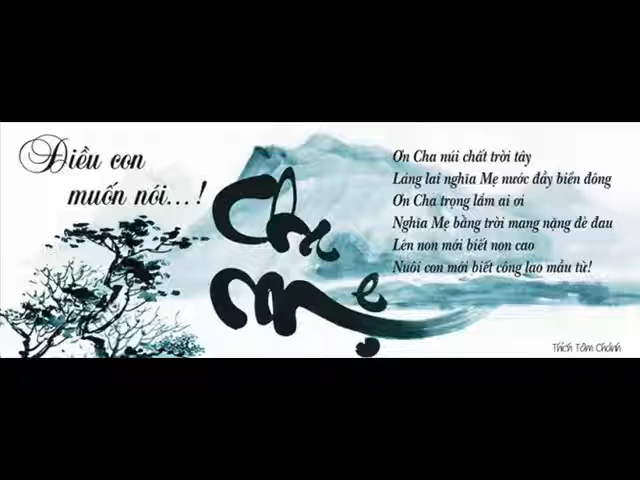 Điều con
muốn nói...!
Cha
Mẹ
Ơn Cha núi chất trời tây
Láng lai nghĩa Mẹ nước đầy biển đông
Ơn Cha trọng lắm ai ơi
Nghĩa Mẹ bằng trời mang nặng đẻ đau
Lên non mới biết non cao
Nuôi con mới biết công lao mẫu từ!
Thích Tâm Chánh